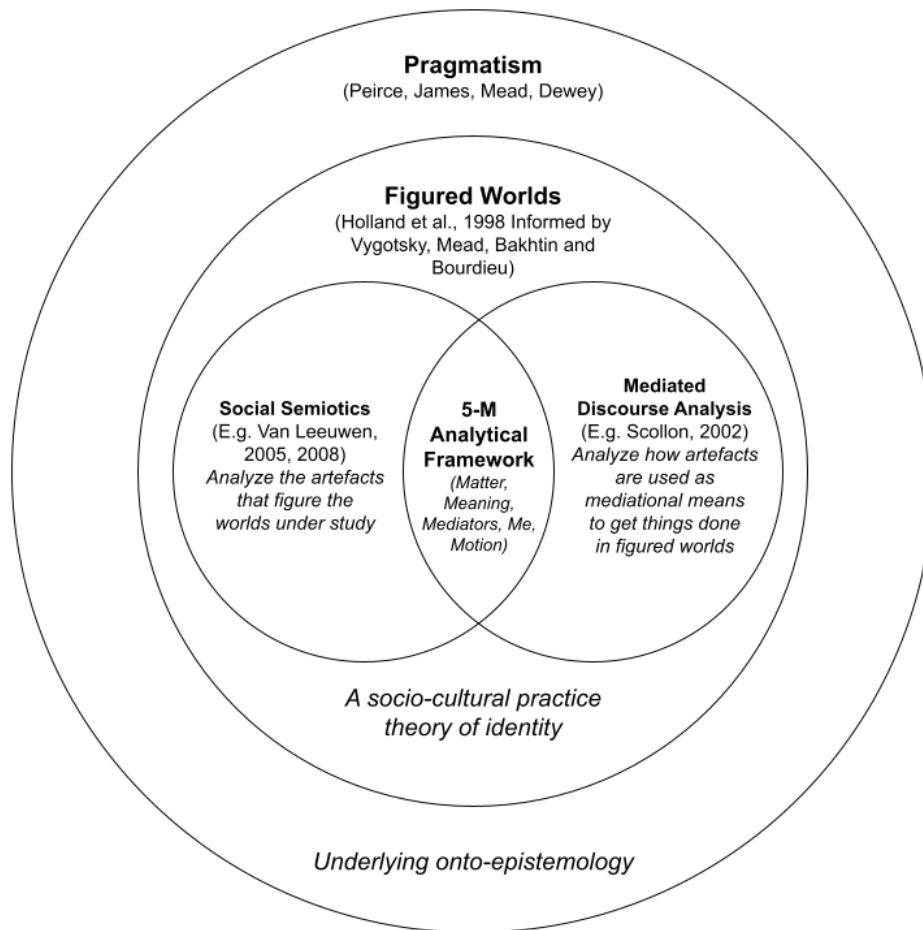 Pragmatism
(Peirce, James, Mead, Dewey)
Figured Worlds
(Holland et al., 1998 Informed by
Vygotsky, Mead, Bakhtin and
Bourdieu)
Social Semiotics
(E.g. Van Leeuwen,
2005, 2008)
Analyze the artefacts
that figure the
worlds under study
5-M
Analytical
Framework
(Matter,
Meaning,
Mediators, Me,
Motion)
Mediated
Discourse Analysis
(E.g. Scollon, 2002)
Analyze how artefacts
are used as
mediational means
to get things done
in figured worlds
A socio-cultural practice
theory of identity
Underlying onto-epistemology